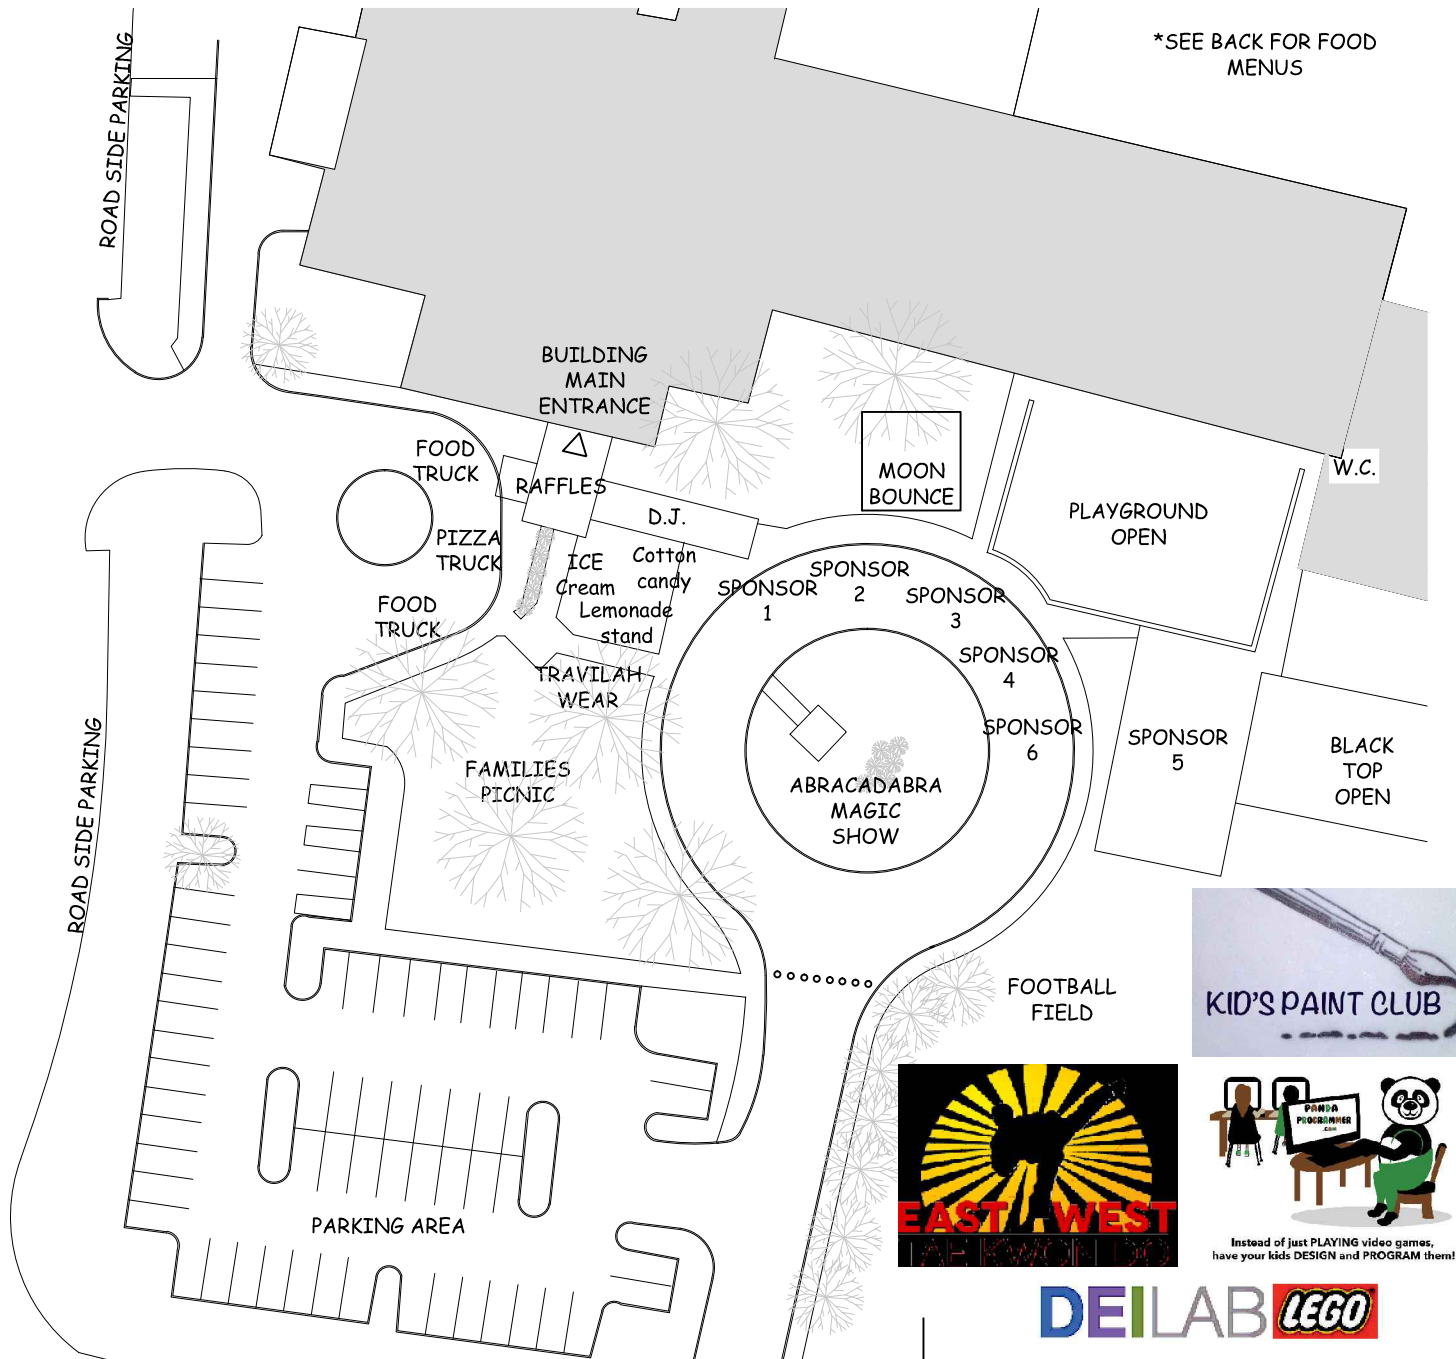 *SEE BACK FOR FOOD
MENUS
ROAD SIDE PARKING
BUILDING
MAIN
ENTRANCE
FOOD
TRUCK
RAFFLES
MOON
BOUNCE
W.C.
D.J.
PLAYGROUND
OPEN
PIZZA
TRUCK
ICE
Cream
Cotton
candy
Lemonade
stand
FOOD
TRUCK
SPONSOR
1
SPONSOR
2
SPONSOR
3
SPONSOR
4
TRAVILAH
WEAR
SPONSOR
6
SPONSOR
5
BLACK
TOP
OPEN
ROAD SIDE PARKING
FAMILIES
PICNIC
ABRACADABRA
MAGIC
SHOW
FOOTBALL
FIELD
KID'S PAINT CLUB
PANDA
PROGRAMMER
.COM
EAST WEST
TAE KWON DO
Instead of just PLAYING video games,
have your kids DESIGN and PROGRAM them!
PARKING AREA
DEILAB
LEGO